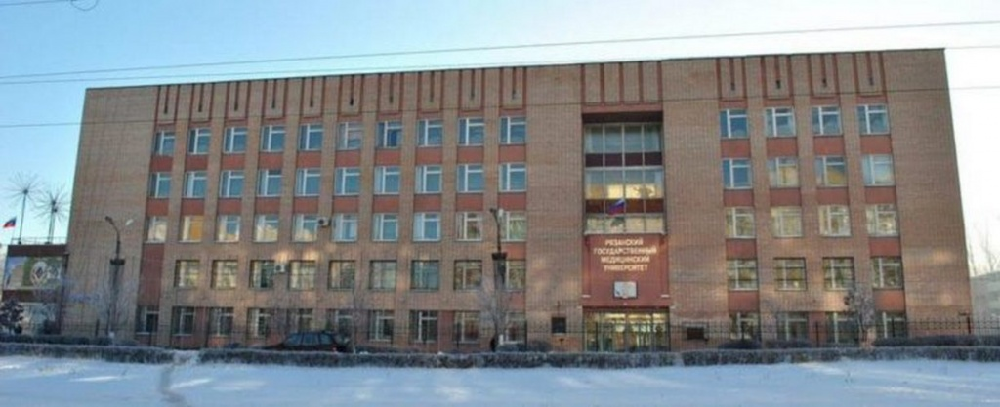 РЯЗАНСКИЙ
ГОСУДАРСТВЕННЫЙ
МЕДИЦИНСКИЙ
УНИВЕРСИТЕТ